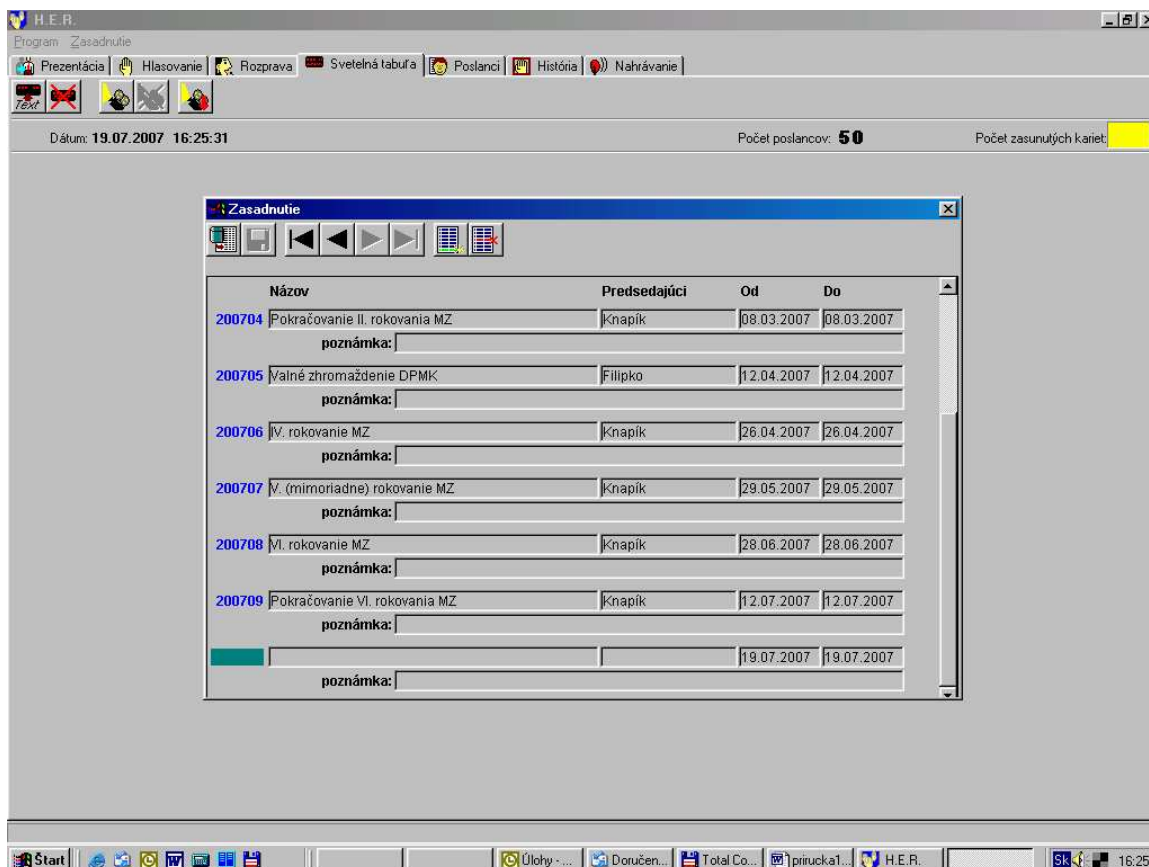 H.E.R.
Program Zasadnutie
Prezentácia Hlasovanie Rozprava Svetelná tabuľa Poslanci História Nahrávanie
Text
Dátum: 19.07.2007 16:25:31 Počet poslancov: 50 Počet zasunutých kariet:
Zasadnutie
Názov Predsedajúci Od Do
200704 Pokračovanie II. rokovania MZ Knapík 08.03.2007 08.03.2007
poznámka:
200705 Valné zhromaždenie DPMK Filipko 12.04.2007 12.04.2007
poznámka:
200706 IV. rokovanie MZ Knapík 26.04.2007 26.04.2007
poznámka:
200707 V. (mimoriadne) rokovanie MZ Knapík 29.05.2007 29.05.2007
poznámka:
200708 VI. rokovanie MZ Knapík 28.06.2007 28.06.2007
poznámka:
200709 Pokračovanie VI. rokovania MZ Knapík 12.07.2007 12.07.2007
poznámka:
19.07.2007 19.07.2007
poznámka:
Štart Úlohy - ... Doručen... Total Co... prirucka1... H.E.R. Sk 16:25